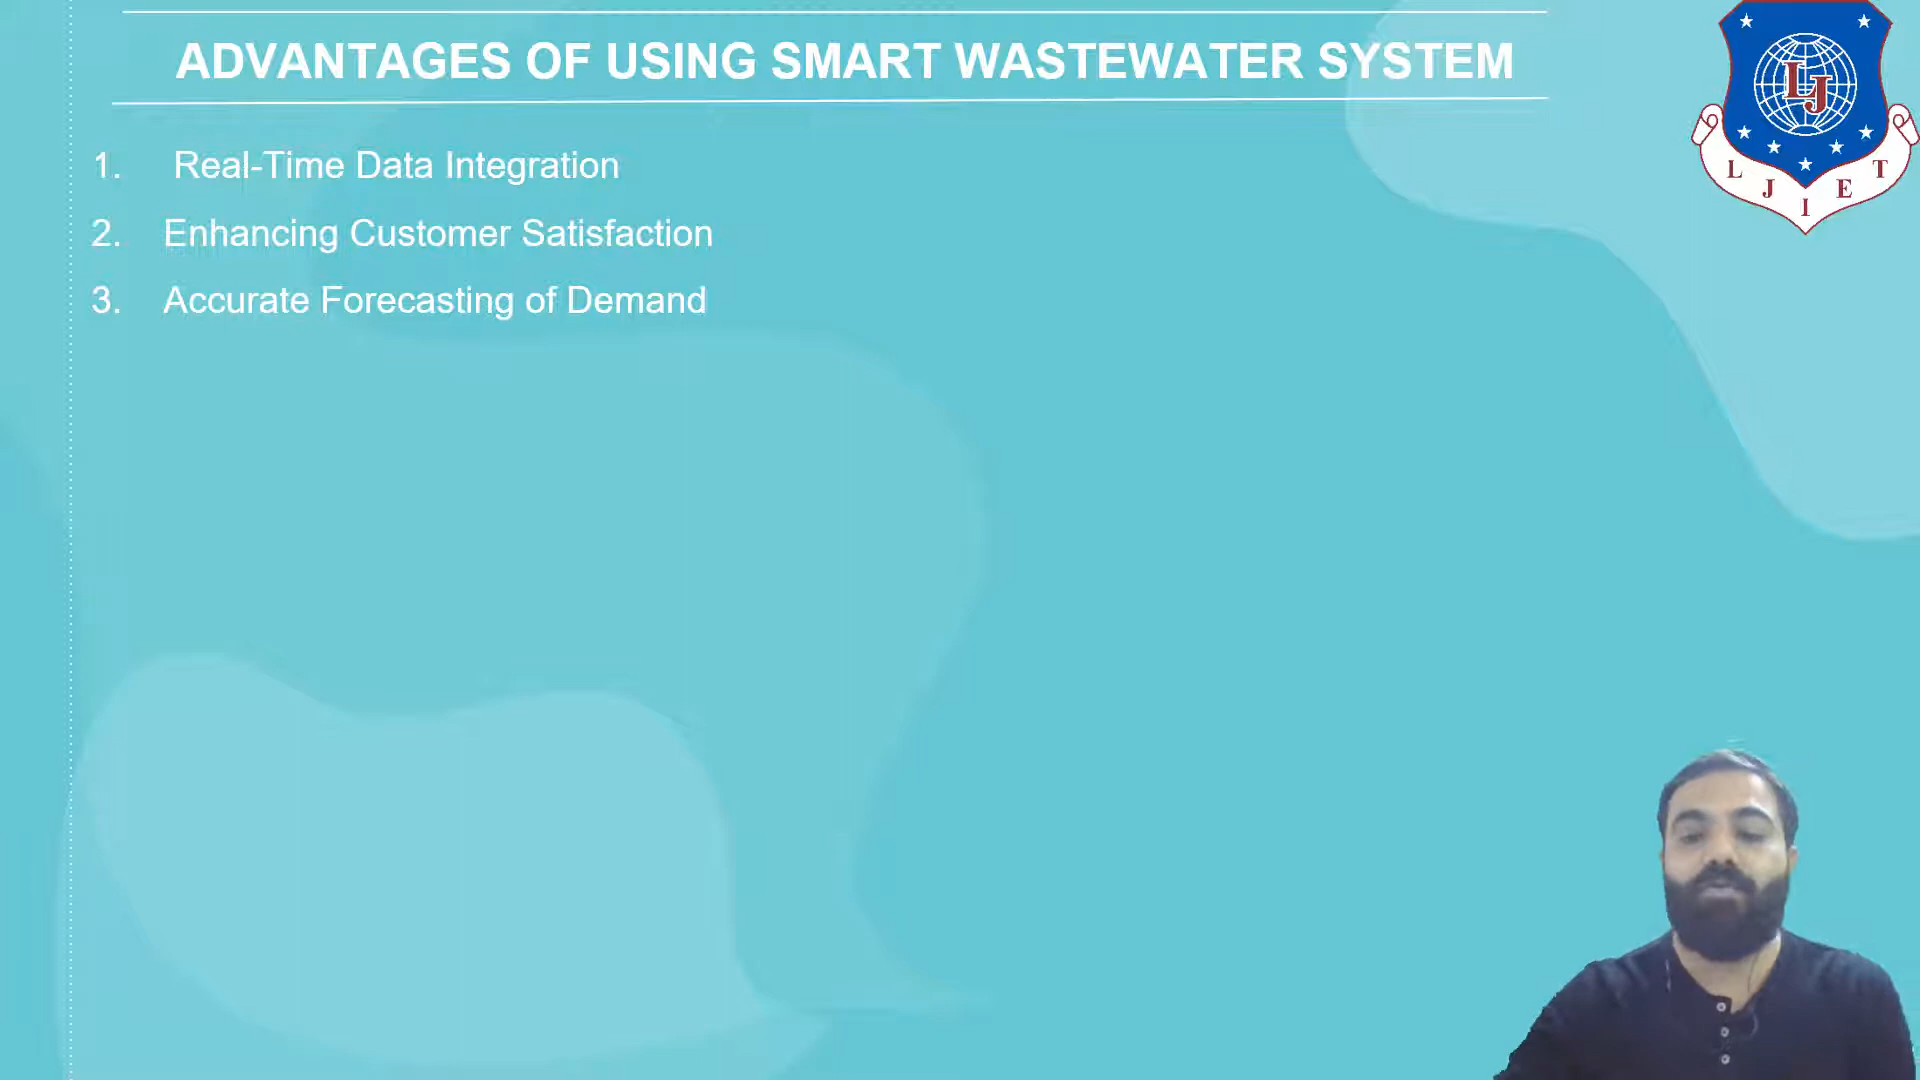 ADVANTAGES OF USING SMART WASTEWATER SYSTEM
1. Real-Time Data Integration
2. Enhancing Customer Satisfaction
3. Accurate Forecasting of Demand
LJ
L J I E T